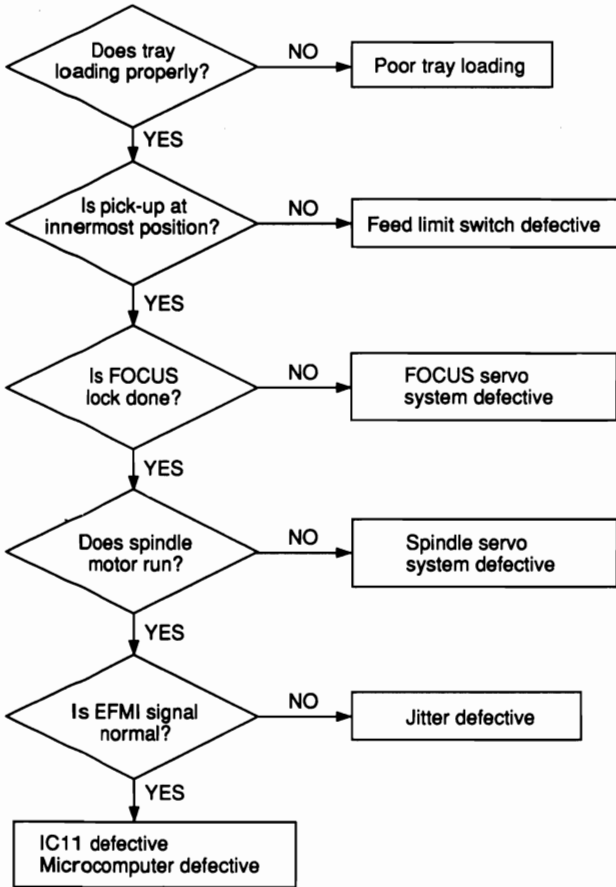 Does tray
loading properly?
NO
Poor tray loading
YES
Is pick-up at
innermost position?
NO
Feed limit switch defective
YES
Is FOCUS
lock done?
NO
FOCUS servo
system defective
YES
Does spindle
motor run?
NO
Spindle servo
system defective
YES
Is EFMI signal
normal?
NO
Jitter defective
YES
IC11 defective
Microcomputer defective